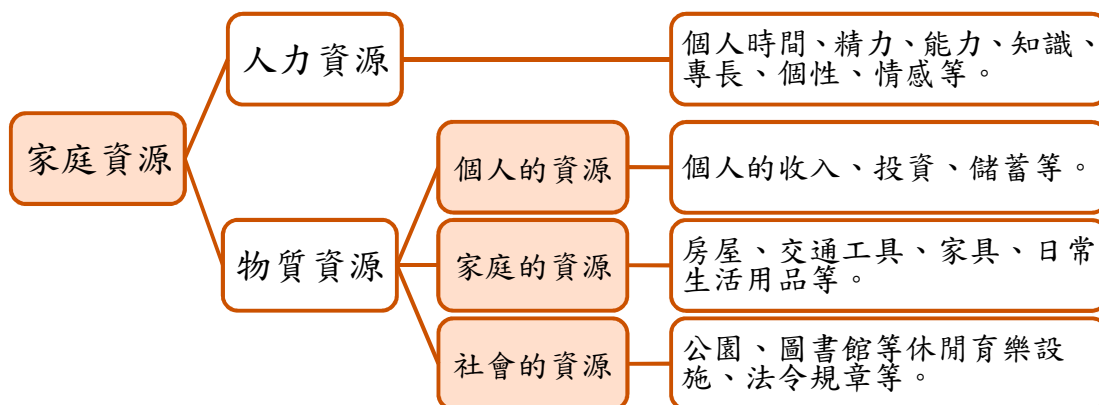 家庭資源
人力資源
個人時間、精力、能力、知識、
專長、個性、情感等。
物質資源
個人的資源
個人的收入、投資、儲蓄等。
家庭的資源
房屋、交通工具、家具、日常
生活用品等。
社會的資源
公園、圖書館等休閒育樂設
施、法令規章等。